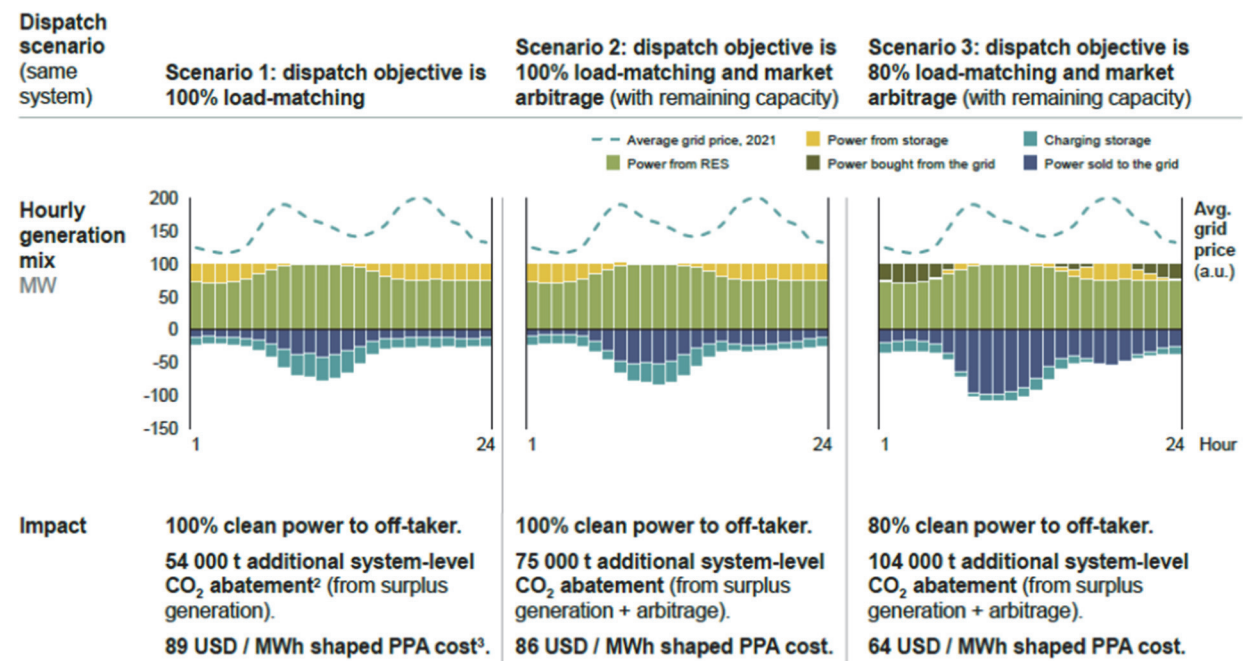 Dispatch
scenario
(same
system)
Scenario 1: dispatch objective is
100% load-matching
Scenario 2: dispatch objective is
100% load-matching and market
arbitrage (with remaining capacity)
Scenario 3: dispatch objective is
80% load-matching and market
arbitrage (with remaining capacity)
Average grid price, 2021
Power from storage
Charging storage
Power from RES
Power bought from the grid
Power sold to the grid
Hourly
generation
mix
MW
200
150
100
50
0
-50
-100
-150
1
24
1
24
1
24
Hour
Avg.
grid
price
(a.u.)
Impact
100% clean power to off-taker.
54 000 t additional system-level
CO₂ abatement² (from surplus
generation).
89 USD / MWh shaped PPA cost³.
100% clean power to off-taker.
75 000 t additional system-level
CO₂ abatement (from surplus
generation + arbitrage).
86 USD / MWh shaped PPA cost.
80% clean power to off-taker.
104 000 t additional system-level
CO₂ abatement (from surplus
generation + arbitrage).
64 USD / MWh shaped PPA cost.